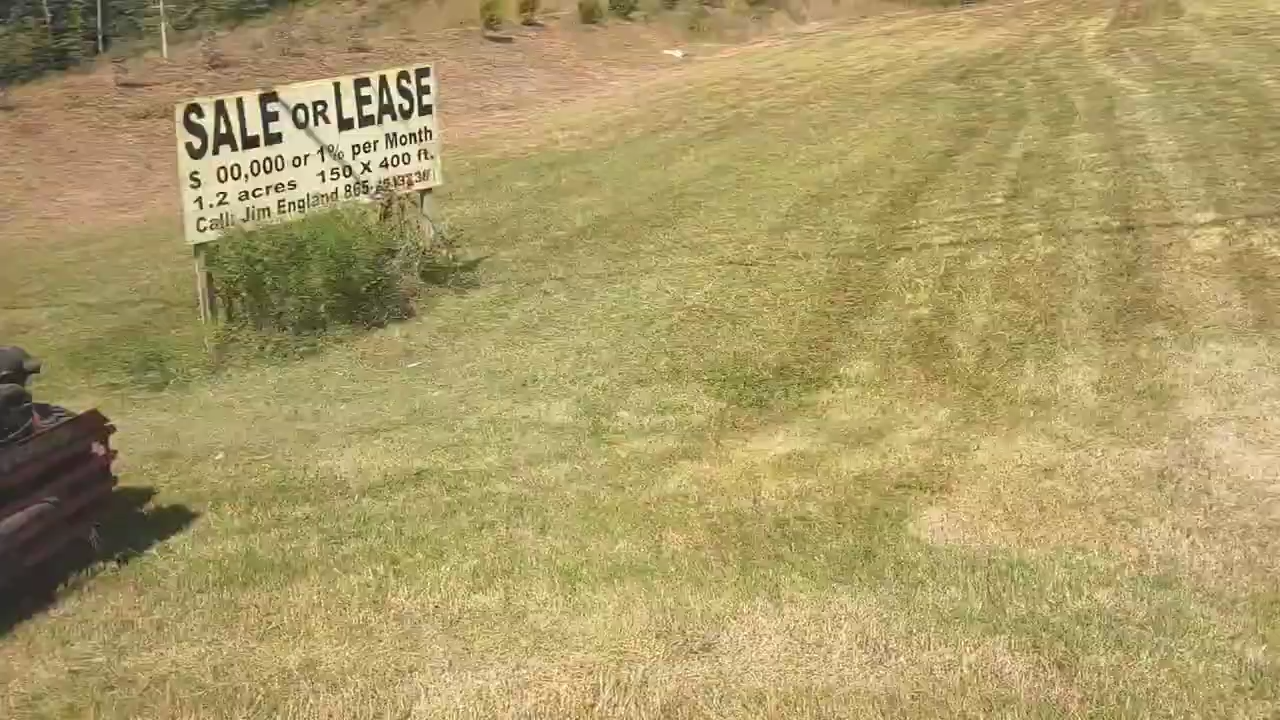 SALE OR LEASE
$ 00,000 or 1% per Month
1.2 acres 150 X 400 ft.
Call: Jim England 865-